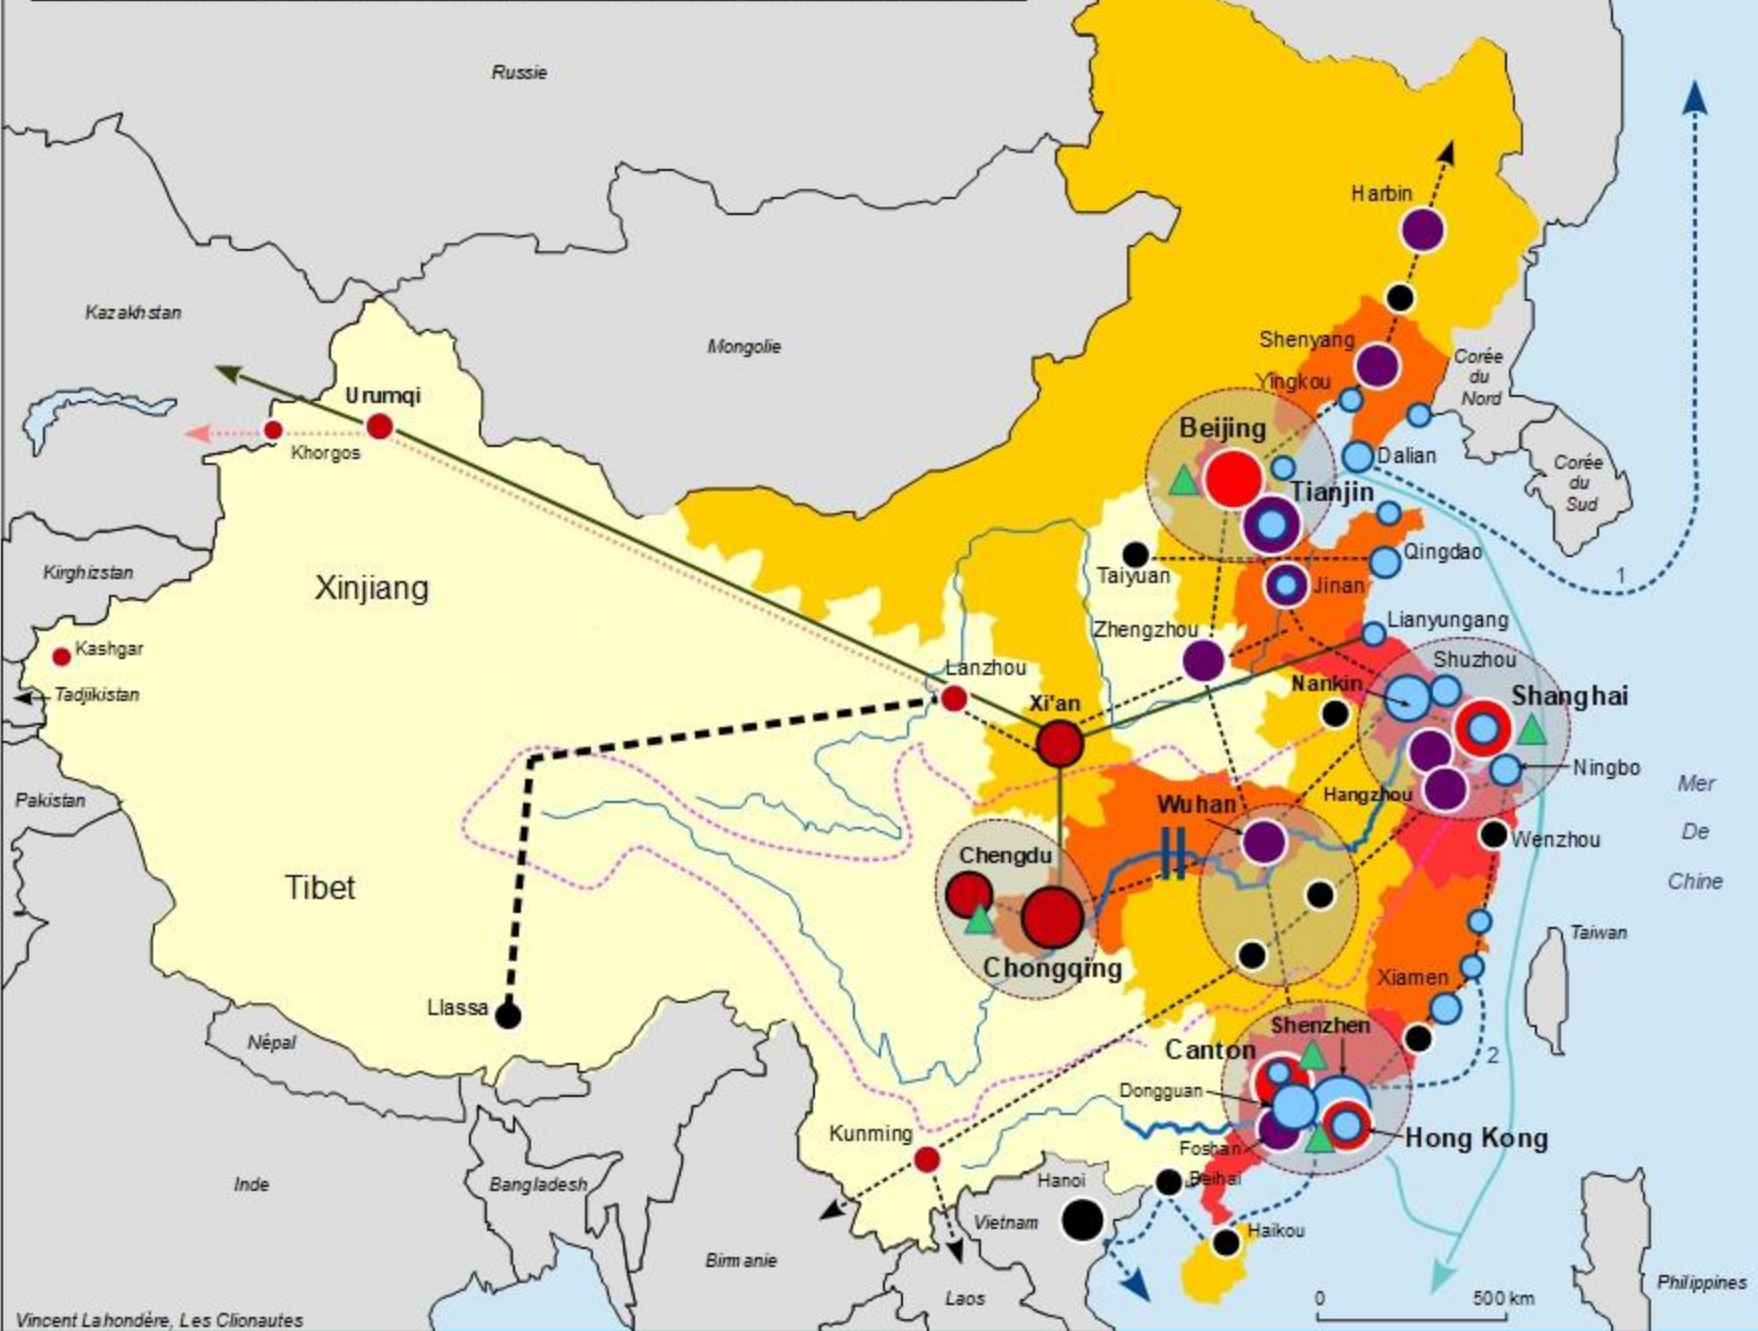 Russie
Harbin
Kazakhstan
Mongolie
Shenyang
Corée
du
Nord
Yingkou
Urumqi
Beijing
Khorgos
Dalian
Corée
du
Sud
Tianjin
Qingdao
Kirghizstan
Taiyuan
1
Xinjiang
Jinan
Lianyungang
Zhengzhou
Kashgar
Lanzhou
Shuzhou
Tadjikistan
Nankin
Shanghai
Xi'an
Ningbo
Mer
Pakistan
Hangzhou
Wuhan
De
Wenzhou
Chengdu
Tibet
Chine
Taiwan
Chongqing
Xiamen
Llassa
Shenzhen
Népal
Canton
2
Dongguan
Kunming
Hong Kong
Foshan
Inde
Bangladesh
Hanoi
Beihai
Vietnam
Haikou
Birmanie
Philippines
Laos
0
500 km
Vincent Lahondère, Les Clionautes